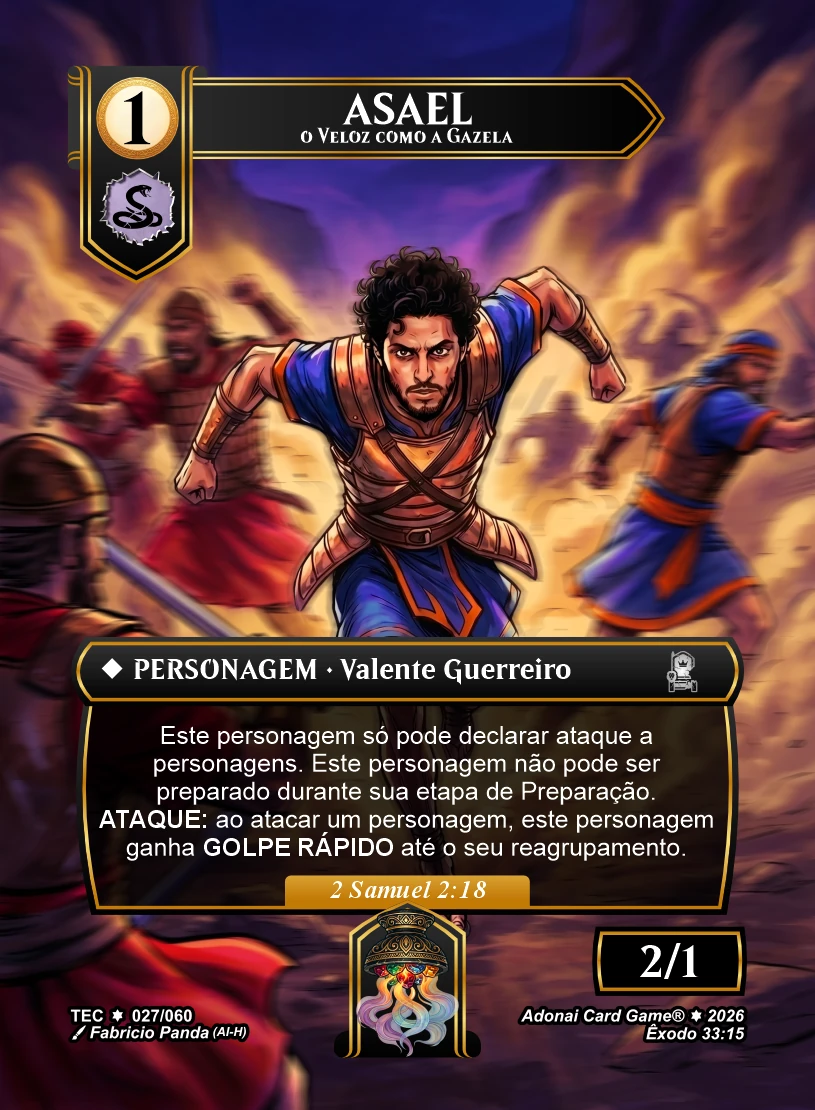 1
ASAEL
O VELOZ COMO A GAZELA
PERSONAGEM · Valente Guerreiro
Este personagem só pode declarar ataque a
personagens. Este personagem não pode ser
preparado durante sua etapa de Preparação.
ATAQUE: ao atacar um personagem, este personagem
ganha GOLPE RÁPIDO até o seu reagrupamento.
2 Samuel 2:18
2/1
TEC ✶ 027/060
Fabricio Panda (AI-H)
Adonai Card Game® ✶ 2026
Êxodo 33:15